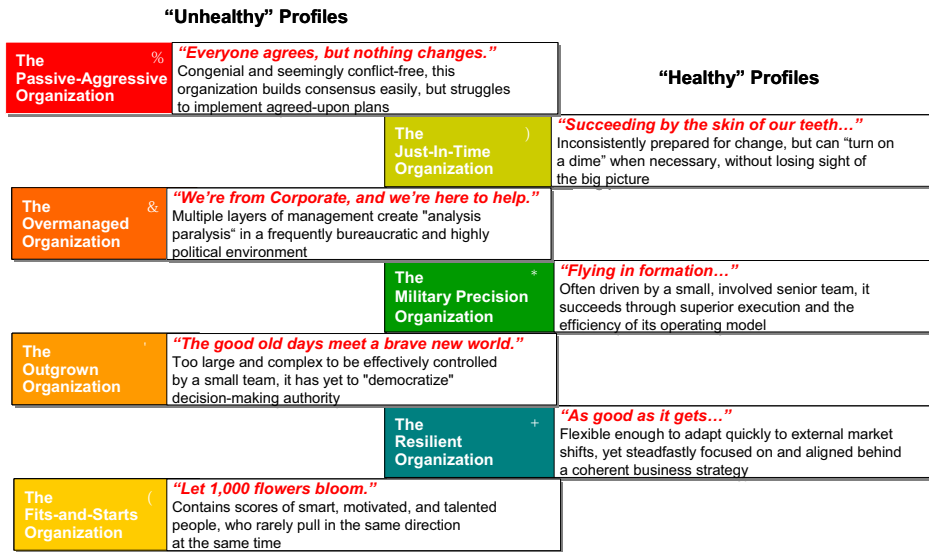 “Unhealthy” Profiles
The %
Passive-Aggressive
Organization
“Everyone agrees, but nothing changes.”
Congenial and seemingly conflict-free, this
organization builds consensus easily, but struggles
to implement agreed-upon plans
“Healthy” Profiles
The )
Just-In-Time
Organization
“Succeeding by the skin of our teeth…”
Inconsistently prepared for change, but can “turn on
a dime” when necessary, without losing sight of
the big picture
The &
Overmanaged
Organization
“We’re from Corporate, and we’re here to help.”
Multiple layers of management create "analysis
paralysis“ in a frequently bureaucratic and highly
political environment
The *
Military Precision
Organization
“Flying in formation…”
Often driven by a small, involved senior team, it
succeeds through superior execution and the
efficiency of its operating model
The '
Outgrown
Organization
“The good old days meet a brave new world.”
Too large and complex to be effectively controlled
by a small team, it has yet to "democratize"
decision-making authority
The +
Resilient
Organization
“As good as it gets…”
Flexible enough to adapt quickly to external market
shifts, yet steadfastly focused on and aligned behind
a coherent business strategy
The (
Fits-and-Starts
Organization
“Let 1,000 flowers bloom.”
Contains scores of smart, motivated, and talented
people, who rarely pull in the same direction
at the same time